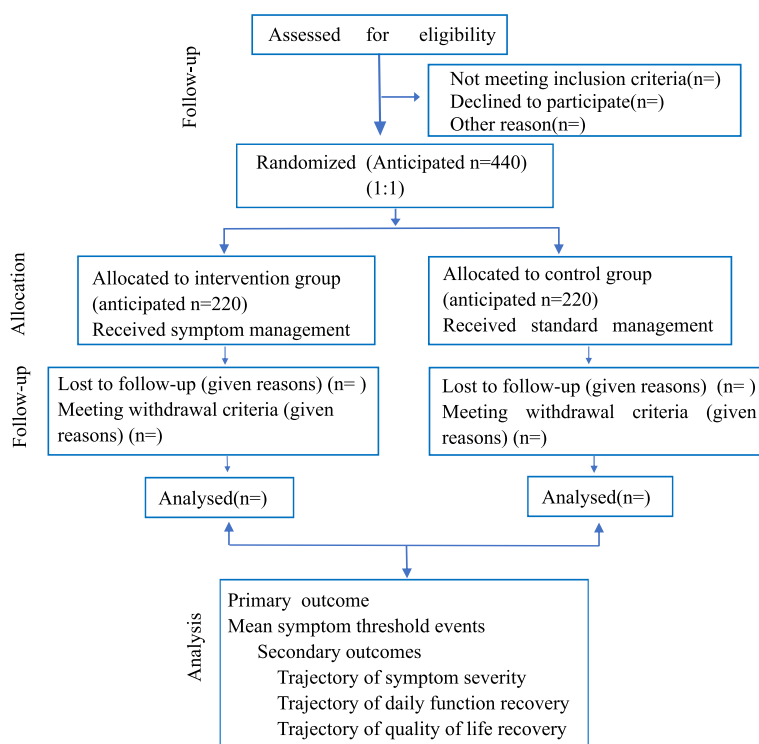 Follow-up
Assessed for eligibility
Not meeting inclusion criteria(n=)
Declined to participate(n=)
Other reason(n=)
Randomized (Anticipated n=440)
(1:1)
Allocation
Allocated to intervention group
(anticipated n=220)
Received symptom management
Allocated to control group
(anticipated n=220)
Received standard management
Follow-up
Lost to follow-up (given reasons) (n= )
Meeting withdrawal criteria (given
reasons) (n=)
Lost to follow-up (given reasons) (n= )
Meeting withdrawal criteria (given
reasons) (n=)
Analysed(n=)
Analysed(n=)
Analysis
Primary outcome
Mean symptom threshold events
Secondary outcomes
Trajectory of symptom severity
Trajectory of daily function recovery
Trajectory of quality of life recovery